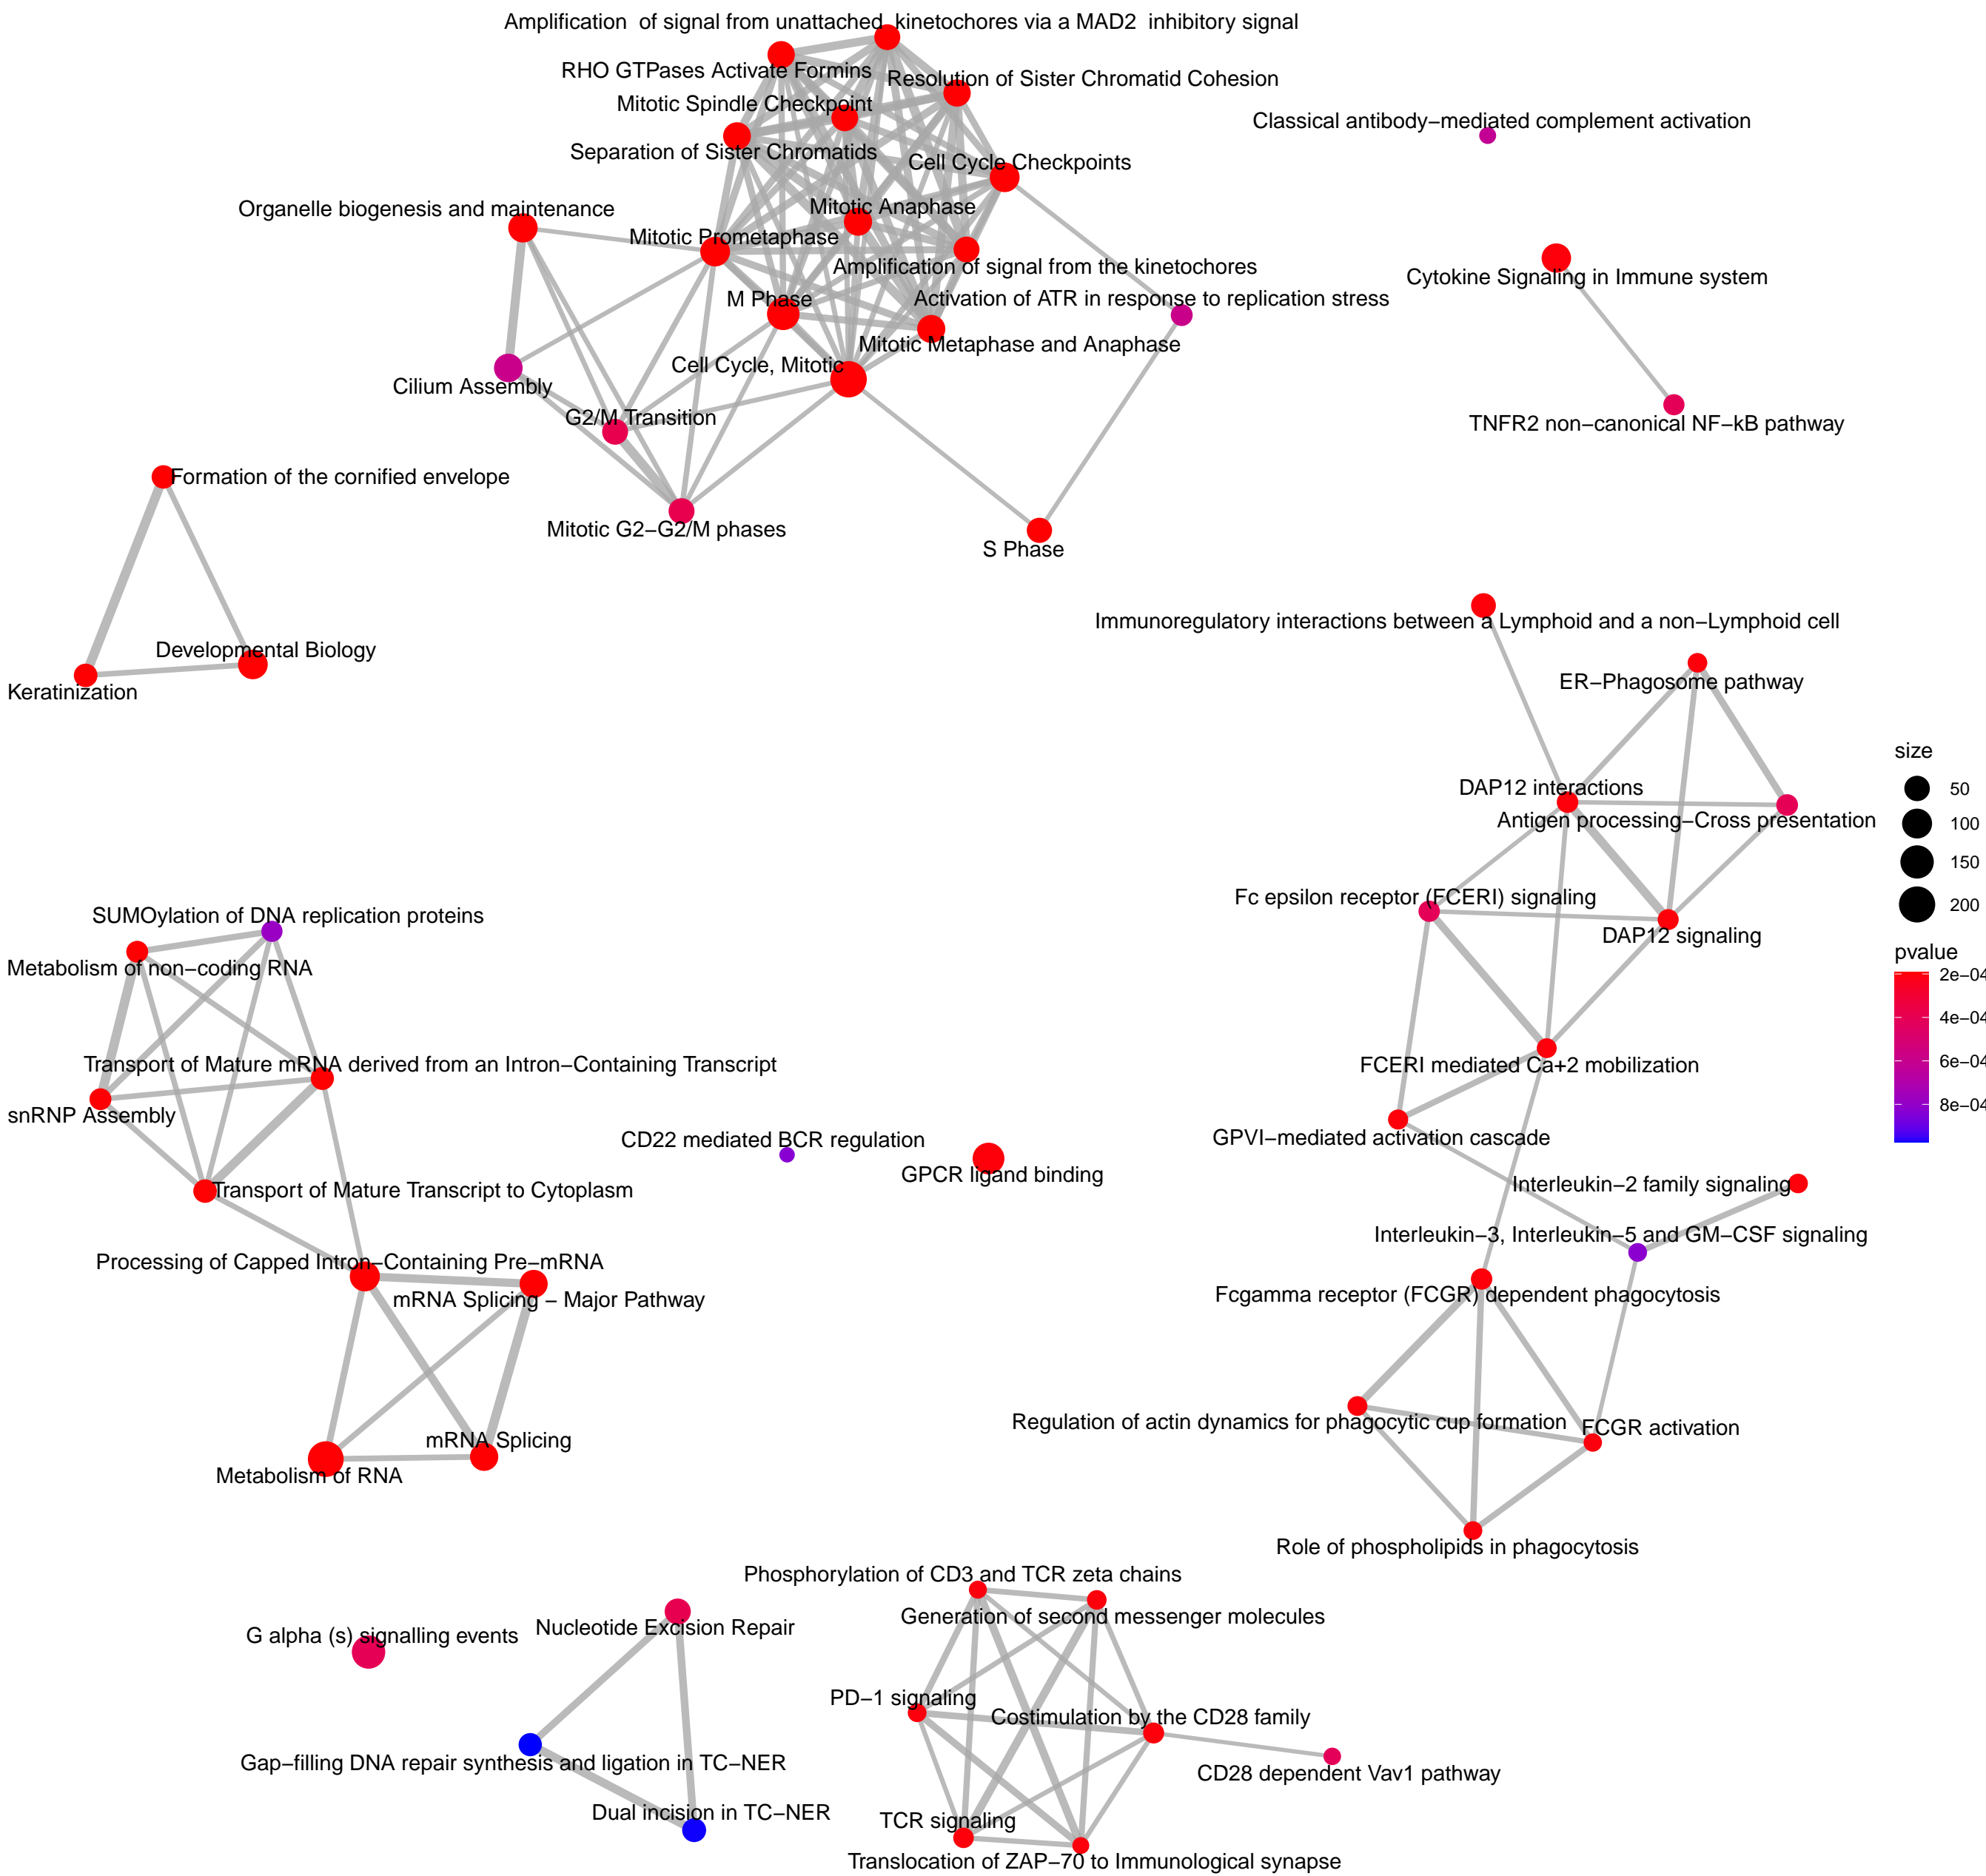 Amplification  of signal from unattached  kinetochores via a MAD2  inhibitory signal
RHO GTPases Activate Formins
Resolution of Sister Chromatid Cohesion
Mitotic Spindle Checkpoint
Classical antibody−mediated complement activation
Separation of Sister Chromatids
Cell Cycle Checkpoints
Organelle biogenesis and maintenance
Mitotic Anaphase
Mitotic Prometaphase
Amplification of signal from the kinetochores
Cytokine Signaling in Immune system
M Phase
Activation of ATR in response to replication stress
Mitotic Metaphase and Anaphase
Cell Cycle, Mitotic
Cilium Assembly
G2/M Transition
TNFR2 non−canonical NF−kB pathway
Formation of the cornified envelope
Mitotic G2−G2/M phases
S Phase
Immunoregulatory interactions between a Lymphoid and a non−Lymphoid cell
Developmental Biology
Keratinization
ER−Phagosome pathway
size
50
100
150
200
DAP12 interactions
Antigen processing−Cross presentation
Fc epsilon receptor (FCERI) signaling
SUMOylation of DNA replication proteins
DAP12 signaling
pvalue
2e−04
4e−04
6e−04
8e−04
Metabolism of non−coding RNA
Transport of Mature mRNA derived from an Intron−Containing Transcript
FCERI mediated Ca+2 mobilization
snRNP Assembly
CD22 mediated BCR regulation
GPVI−mediated activation cascade
GPCR ligand binding
Transport of Mature Transcript to Cytoplasm
Interleukin−2 family signaling
Interleukin−3, Interleukin−5 and GM−CSF signaling
Processing of Capped Intron−Containing Pre−mRNA
mRNA Splicing − Major Pathway
Fcgamma receptor (FCGR) dependent phagocytosis
Regulation of actin dynamics for phagocytic cup formation
FCGR activation
mRNA Splicing
Metabolism of RNA
Role of phospholipids in phagocytosis
Phosphorylation of CD3 and TCR zeta chains
Generation of second messenger molecules
Nucleotide Excision Repair
G alpha (s) signalling events
PD−1 signaling
Costimulation by the CD28 family
Gap−filling DNA repair synthesis and ligation in TC−NER
CD28 dependent Vav1 pathway
Dual incision in TC−NER
TCR signaling
Translocation of ZAP−70 to Immunological synapse